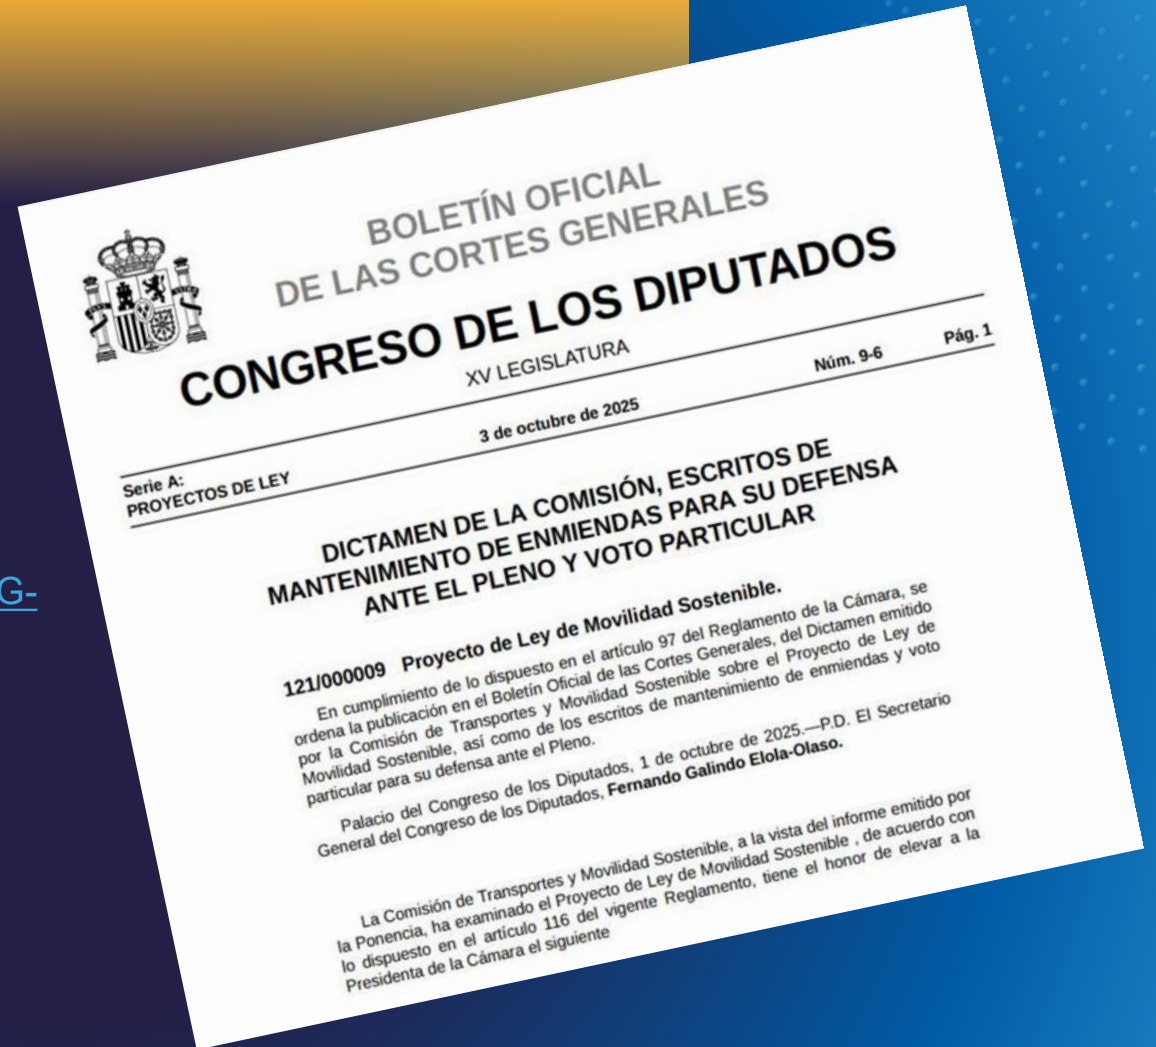 BOLETÍN OFICIAL
DE LAS CORTES GENERALES
CONGRESO DE LOS DIPUTADOS
XV LEGISLATURA
Serie A:
PROYECTOS DE LEY
3 de octubre de 2025
Núm. 9-6
Pág. 1
DICTAMEN DE LA COMISIÓN, ESCRITOS DE
MANTENIMIENTO DE ENMIENDAS PARA SU DEFENSA
ANTE EL PLENO Y VOTO PARTICULAR
G-
121/000009 Proyecto de Ley de Movilidad Sostenible.
En cumplimiento de lo dispuesto en el artículo 97 del Reglamento de la Cámara, se
ordena la publicación en el Boletín Oficial de las Cortes Generales, del Dictamen emitido
por la Comisión de Transportes y Movilidad Sostenible sobre el Proyecto de Ley de
Movilidad Sostenible, así como de los escritos de mantenimiento de enmiendas y voto
particular para su defensa ante el Pleno.
Palacio del Congreso de los Diputados, 1 de octubre de 2025.—P.D. El Secretario
General del Congreso de los Diputados, Fernando Galindo Elola-Olaso.
La Comisión de Transportes y Movilidad Sostenible, a la vista del informe emitido por
la Ponencia, ha examinado el Proyecto de Ley de Movilidad Sostenible , de acuerdo con
lo dispuesto en el artículo 116 del vigente Reglamento, tiene el honor de elevar a la
Presidenta de la Cámara el siguiente